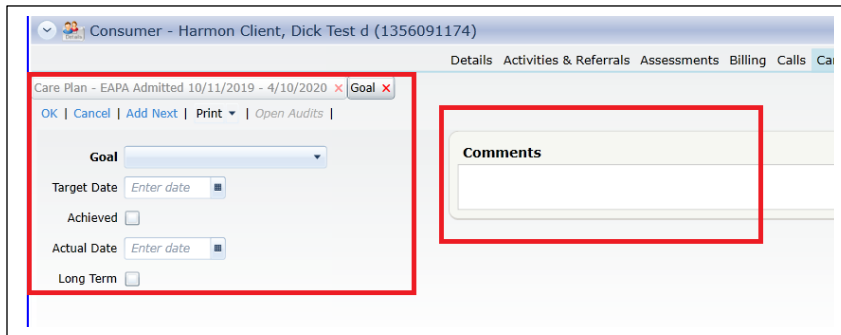 Consumer - Harmon Client, Dick Test d (1356091174)
Details Activities & Referrals Assessments Billing Calls
Care Plan - EAPA Admitted 10/11/2019 - 4/10/2020 × Goal ×
OK | Cancel | Add Next | Print ▾ | Open Audits |
Goal
Target Date Enter date
Achieved
Actual Date Enter date
Long Term
Comments